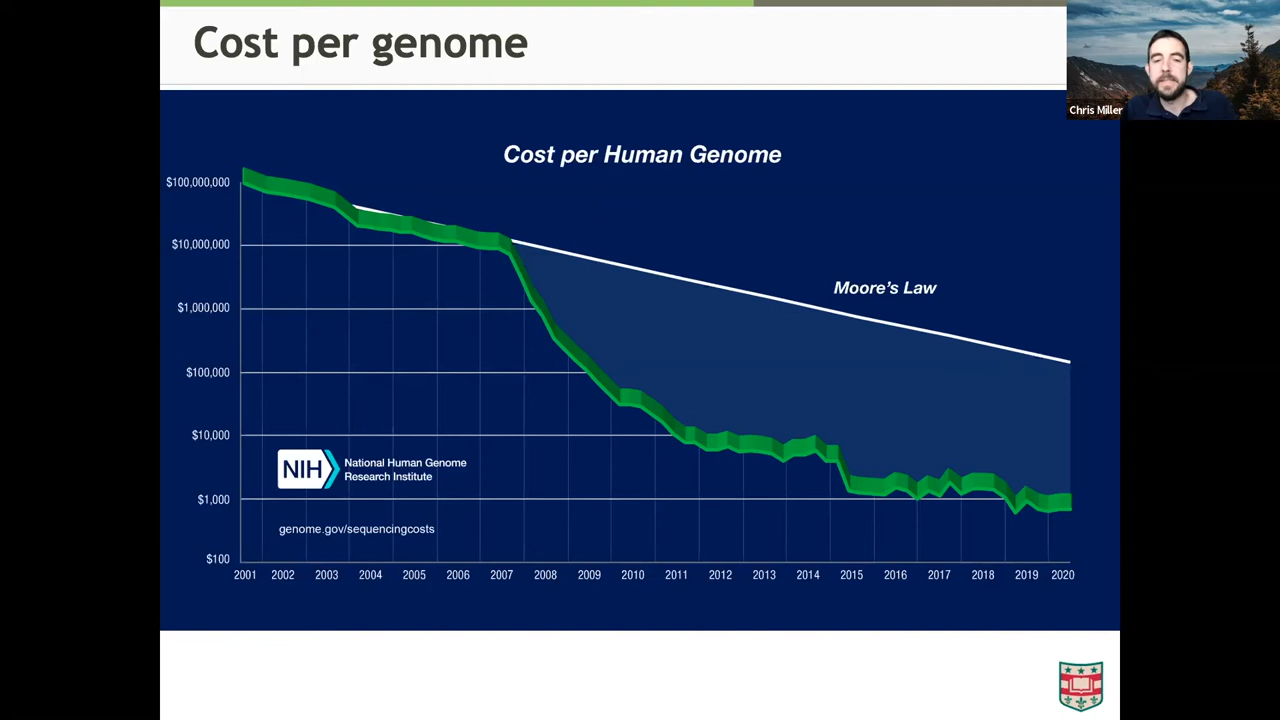 Cost per genome
Chris Miller
Cost per Human Genome
$100,000,000
$10,000,000
$1,000,000
$100,000
$10,000
$1,000
$100
Moore's Law
NIH
National Human Genome
Research Institute
genome.gov/sequencingcosts
2001 2002 2003 2004 2005 2006 2007 2008 2009 2010 2011 2012 2013 2014 2015 2016 2017 2018 2019 2020